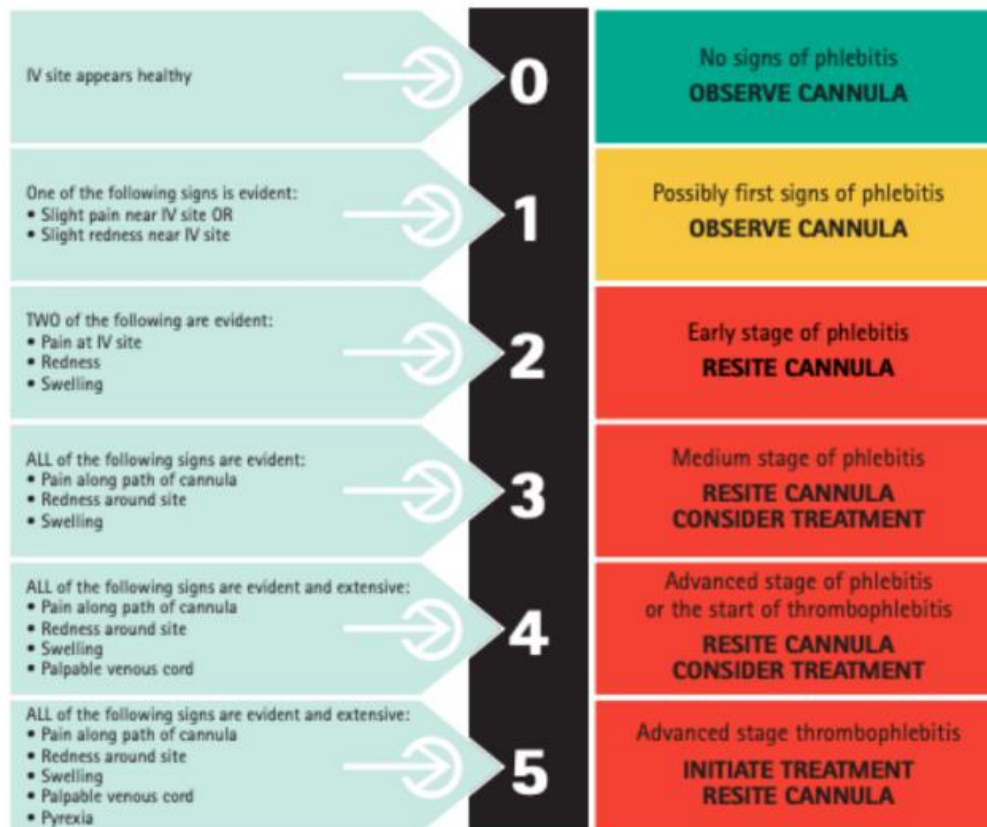 IV site appears healthy
0
No signs of phlebitis
OBSERVE CANNULA
One of the following signs is evident:
• Slight pain near IV site OR
• Slight redness near IV site
1
Possibly first signs of phlebitis
OBSERVE CANNULA
TWO of the following are evident:
• Pain at IV site
• Redness
• Swelling
2
Early stage of phlebitis
RESITE CANNULA
ALL of the following signs are evident:
• Pain along path of cannula
• Redness around site
• Swelling
3
Medium stage of phlebitis
RESITE CANNULA
CONSIDER TREATMENT
ALL of the following signs are evident and extensive:
• Pain along path of cannula
• Redness around site
• Swelling
• Palpable venous cord
4
Advanced stage of phlebitis
or the start of thrombophlebitis
RESITE CANNULA
CONSIDER TREATMENT
ALL of the following signs are evident and extensive:
• Pain along path of cannula
• Redness around site
• Swelling
• Palpable venous cord
• Pyrexia
5
Advanced stage thrombophlebitis
INITIATE TREATMENT
RESITE CANNULA